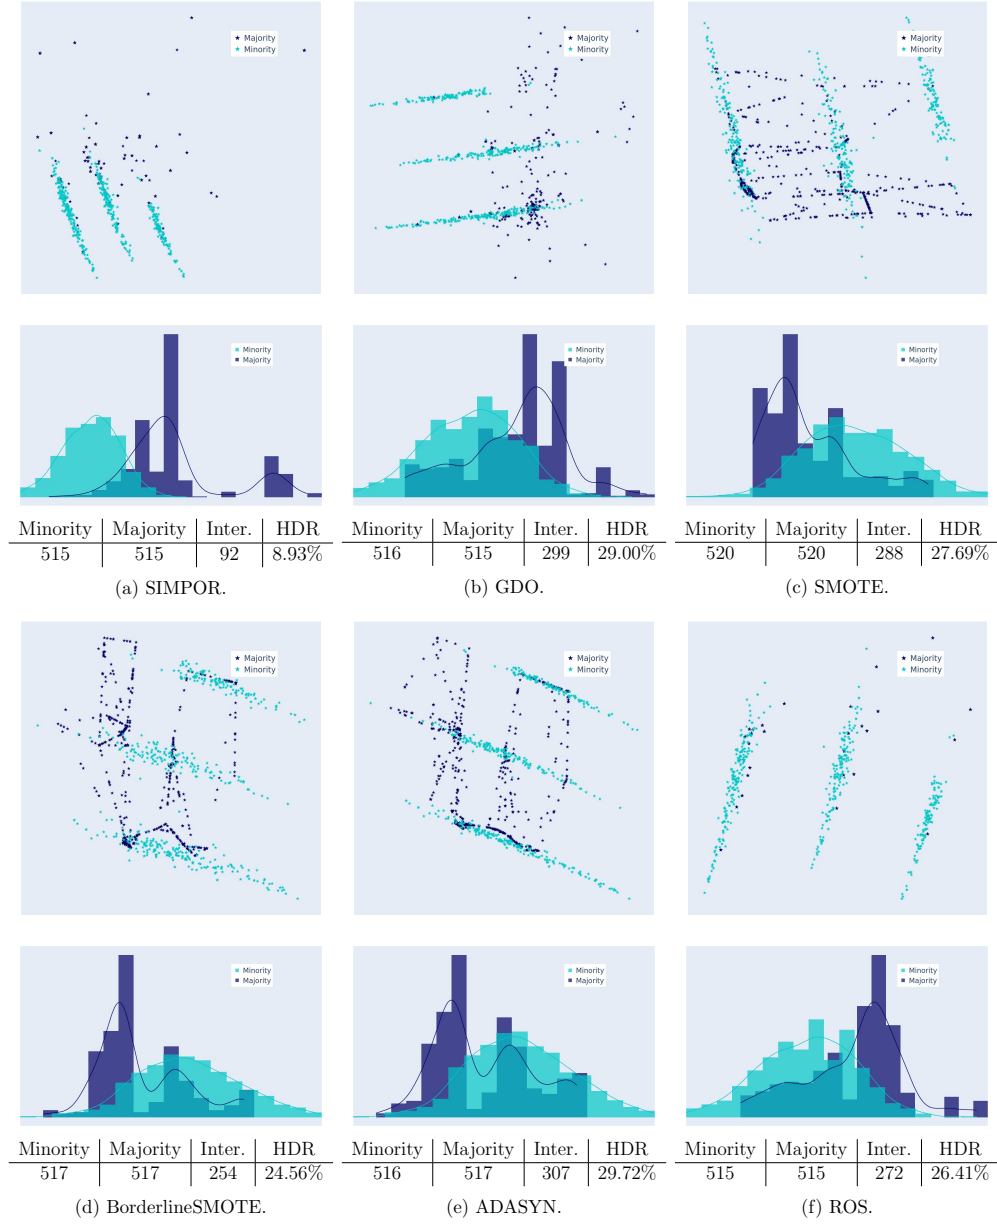 Majority
Minority
Majority
Minority
Majority
Minority
Minority
Majority
Minority
Majority
Minority
Majority
Minority Majority Inter. HDR
515 515 92 8.93%
(a) SIMPOR.
Minority Majority Inter. HDR
516 515 299 29.00%
(b) GDO.
Minority Majority Inter. HDR
520 520 288 27.69%
(c) SMOTE.
Majority
Minority
Majority
Minority
Majority
Minority
Minority
Majority
Minority
Majority
Minority
Majority
Minority Majority Inter. HDR
517 517 254 24.56%
(d) BorderlineSMOTE.
Minority Majority Inter. HDR
516 517 307 29.72%
(e) ADASYN.
Minority Majority Inter. HDR
515 515 272 26.41%
(f) ROS.